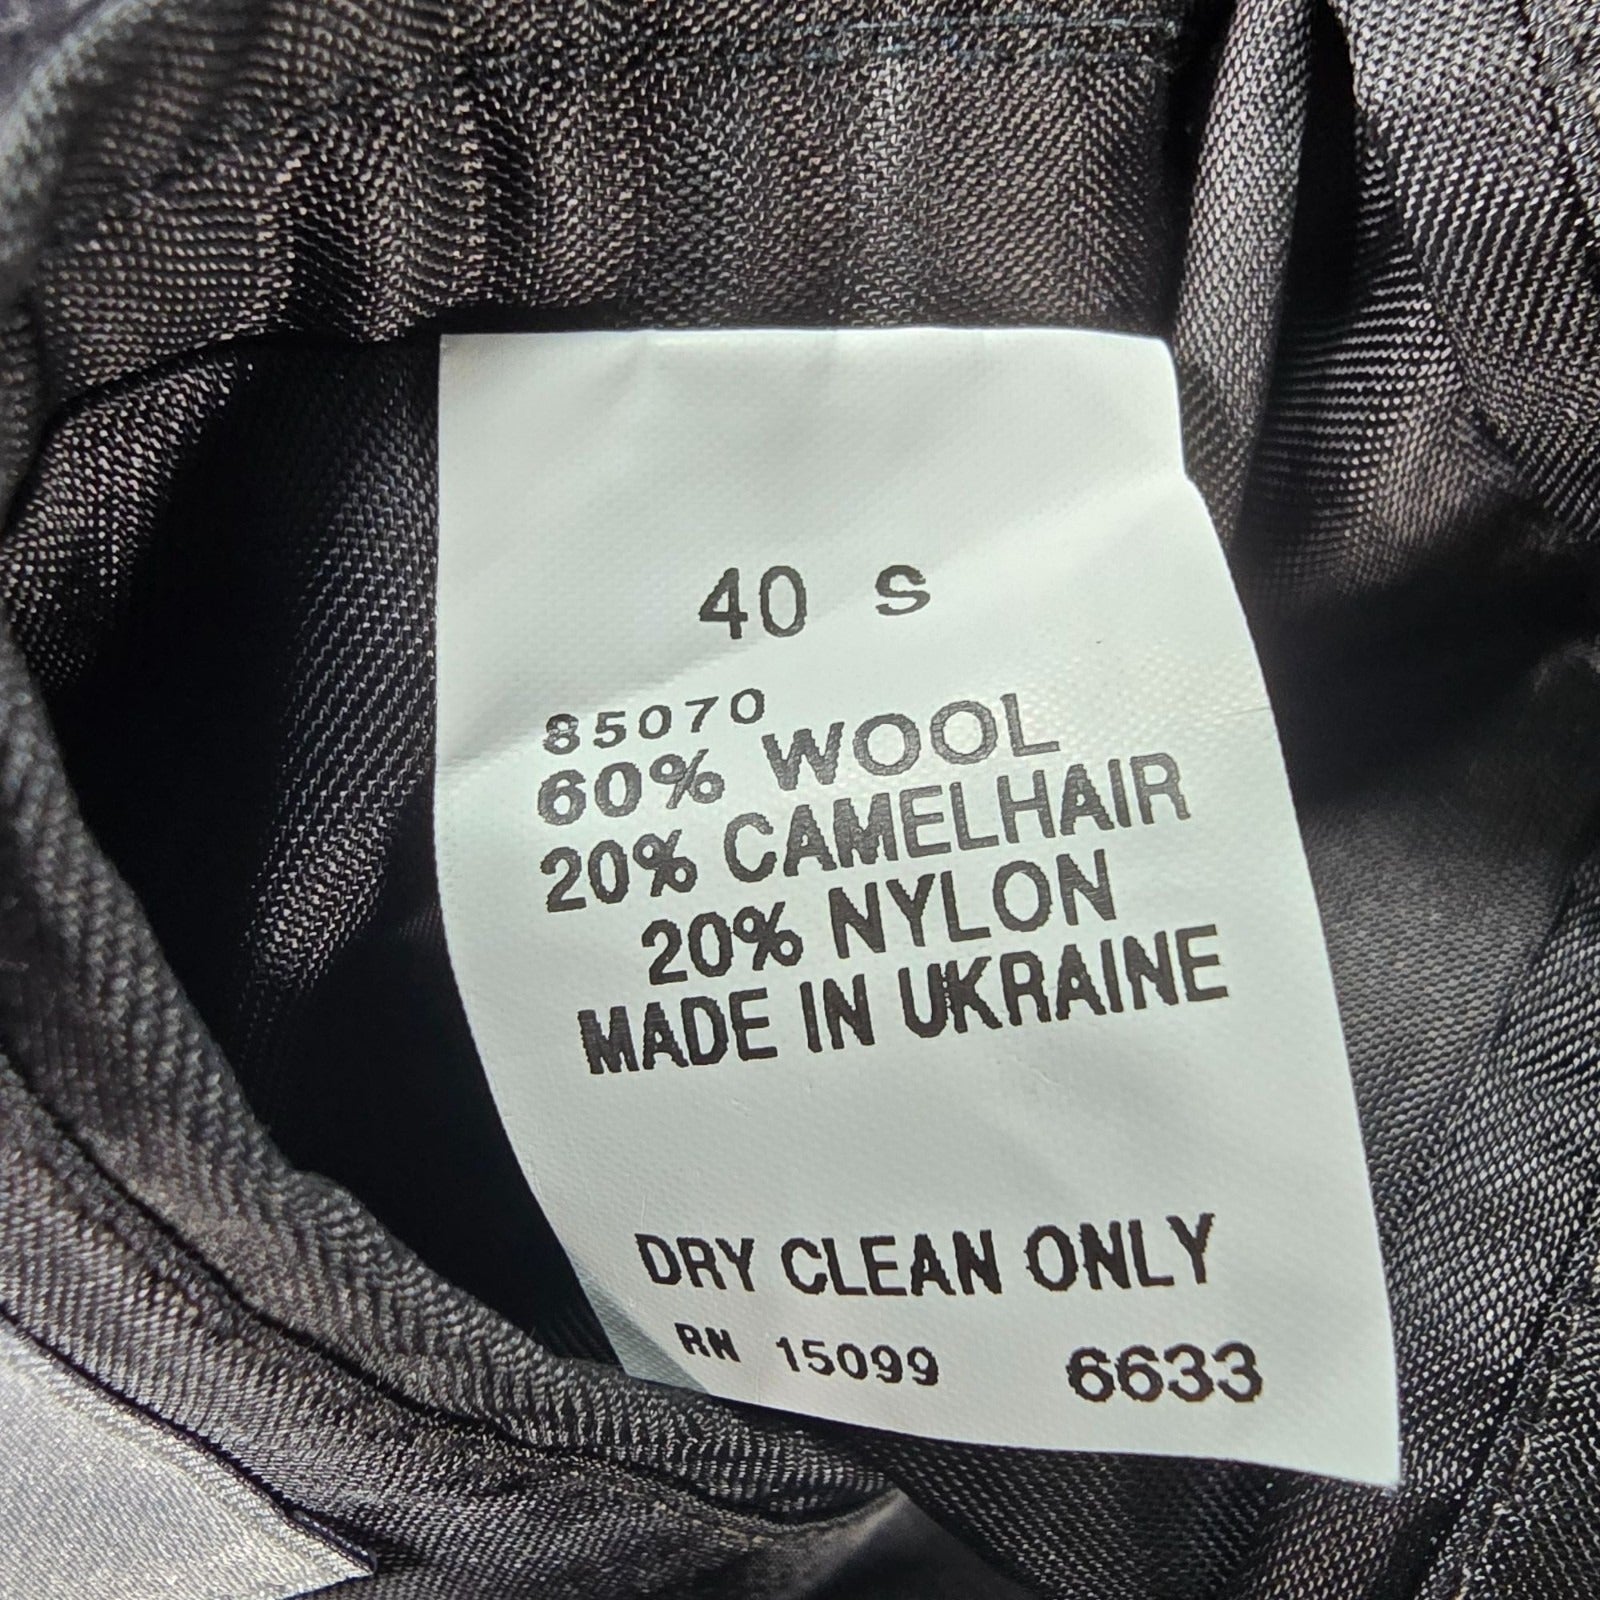 40 S
85070
60% WOOL
20% CAMELHAIR
20% NYLON
MADE IN UKRAINE
DRY CLEAN ONLY
RN 15099 6633